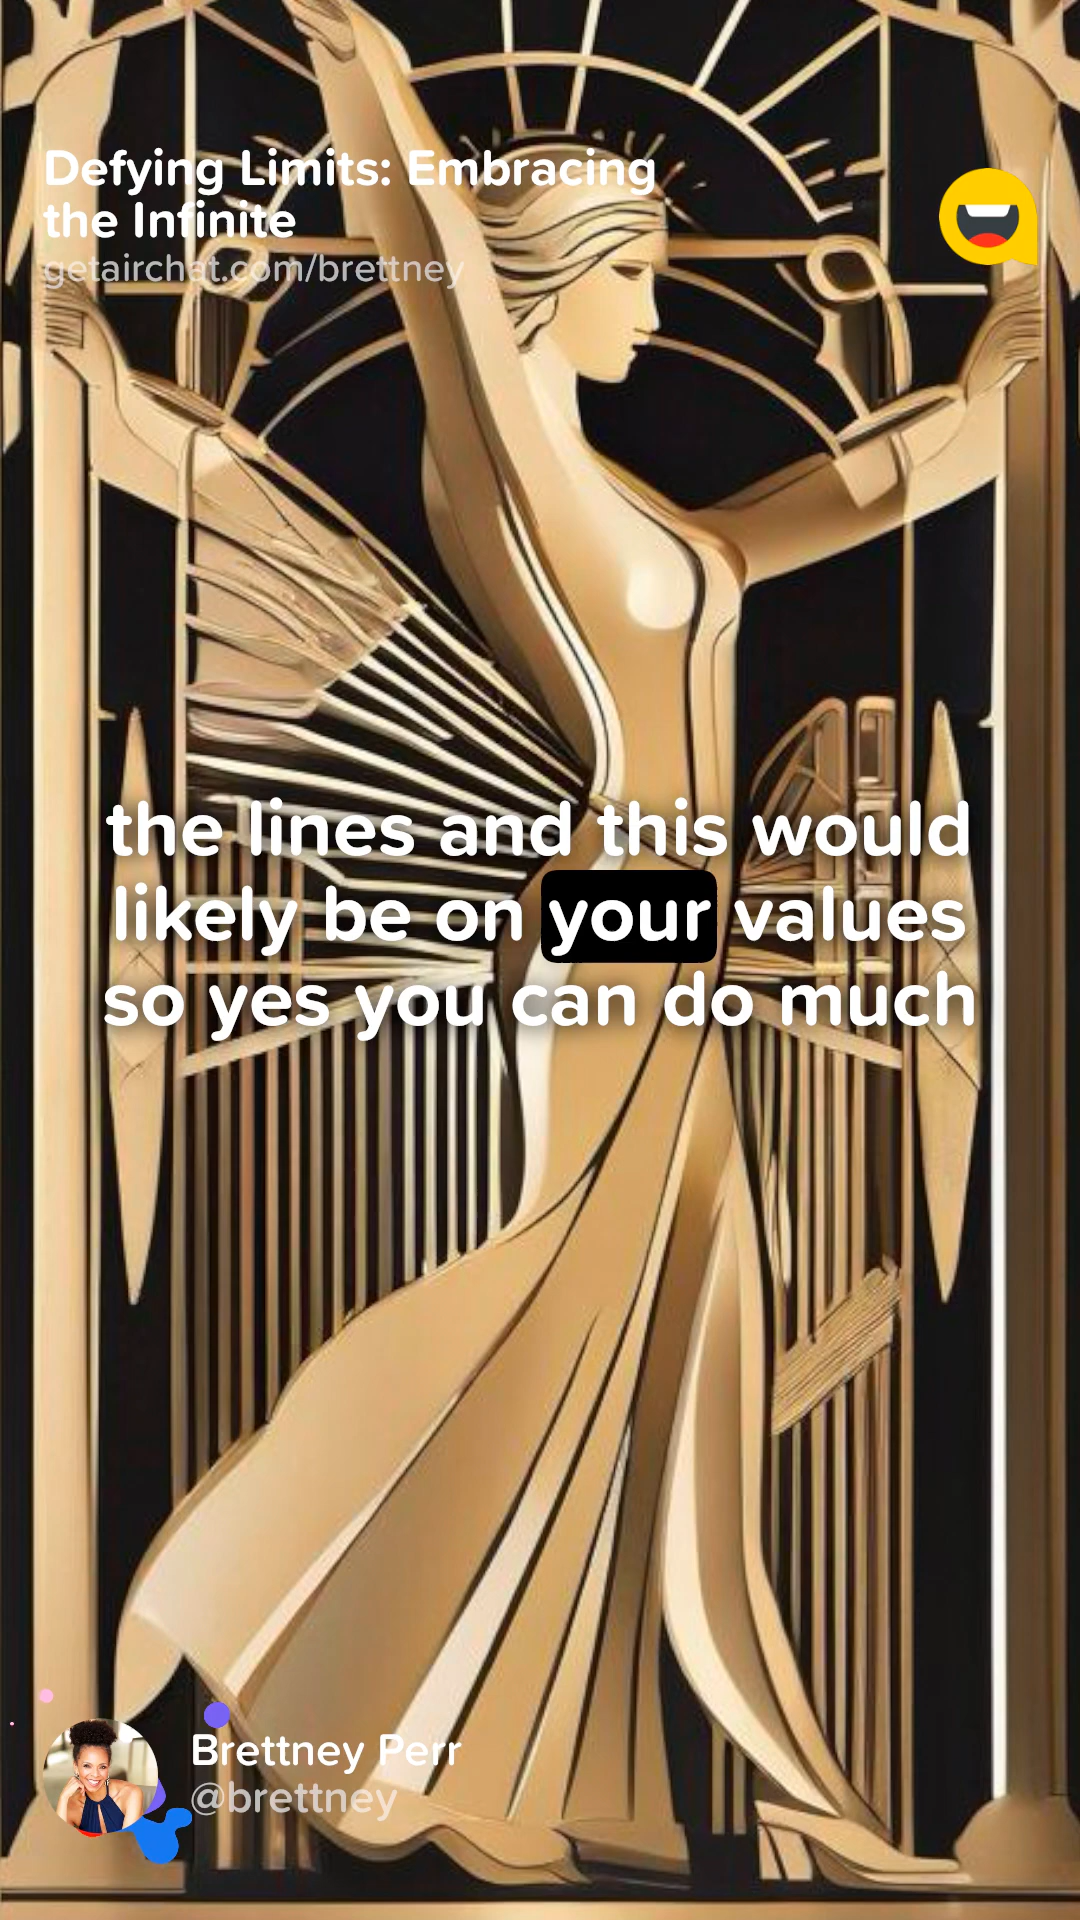 Defying Limits: Embracing
the Infinite
getairchat.com/brettney
the lines and this would
likely be on your values
so yes you can do much
Brettney Perr
@brettney